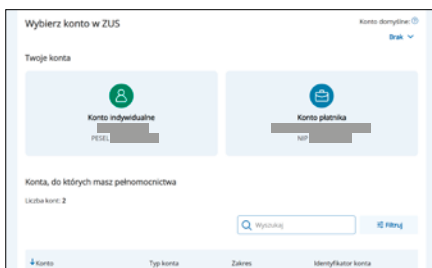 Wybierz konto w ZUS
Konto domyślne:
Brak
Twoje konta
Konto indywidualne
PESEL
Konto płatnika
NIP
Konta, do których masz pełnomocnictwa
Liczba kont: 2
Wyszukaj
Filtruj
Konto Typ konta Zakres Identyfikator konta